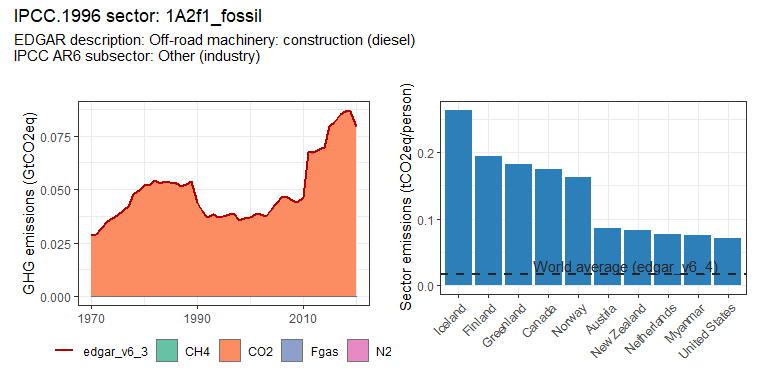 IPCC.1996 sector: 1A2f1_fossil
EDGAR description: Off-road machinery: construction (diesel)
IPCC AR6 subsector: Other (industry)
GHG emissions (GtCO2eq)
0.075
0.050
0.025
0.000
1970 1990 2010
edgar_v6_3 CH4 CO2 Fgas N2
Sector emissions (tCO2eq/person)
0.2
0.1
0.0
World average (edgar_v6_4)
Iceland
Finland
Greenland
Canada
Norway
Austria
New Zealand
Netherlands
Myanmar
United States